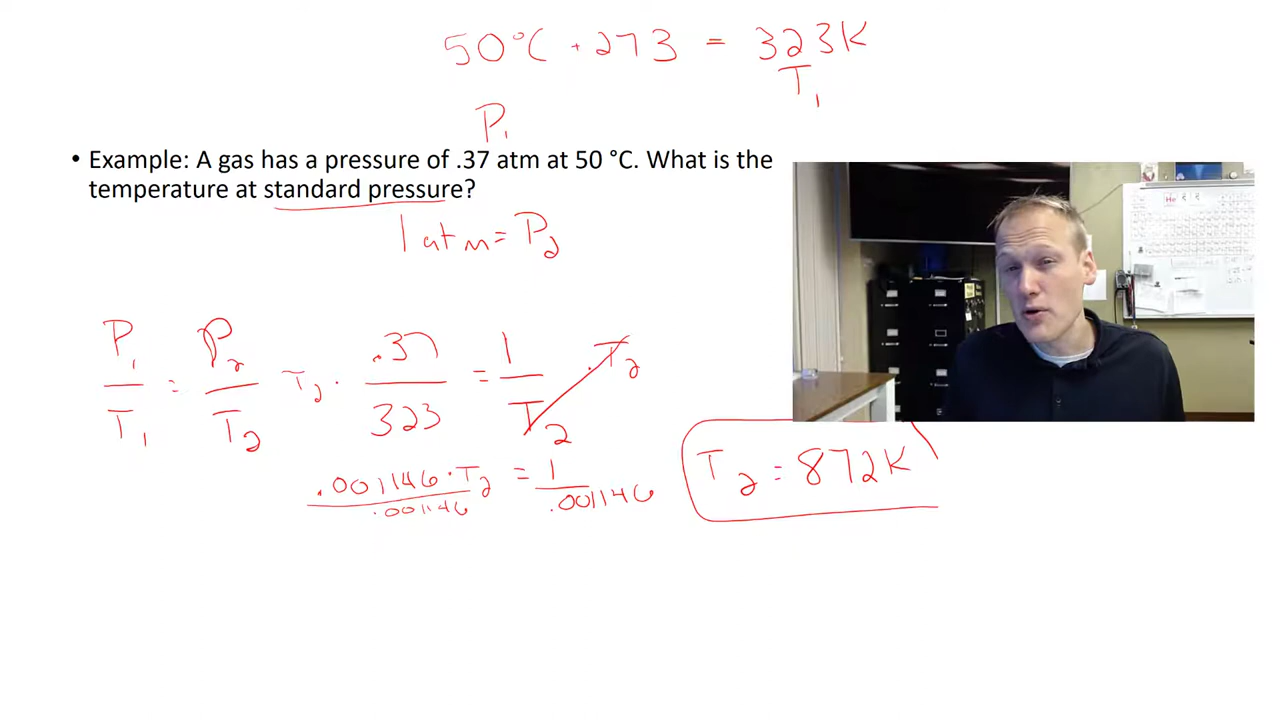 50°C + 273 = 323K
T₁
P₁
• Example: A gas has a pressure of .37 atm at 50 °C. What is the
temperature at standard pressure?
1 atm = P₂
P₁/T₁ = P₂/T₂ T₂ · .37/323 = 1/T₂ · T₂
.001146 · T₂/.001146 = 1/.001146
T₂ = 872K